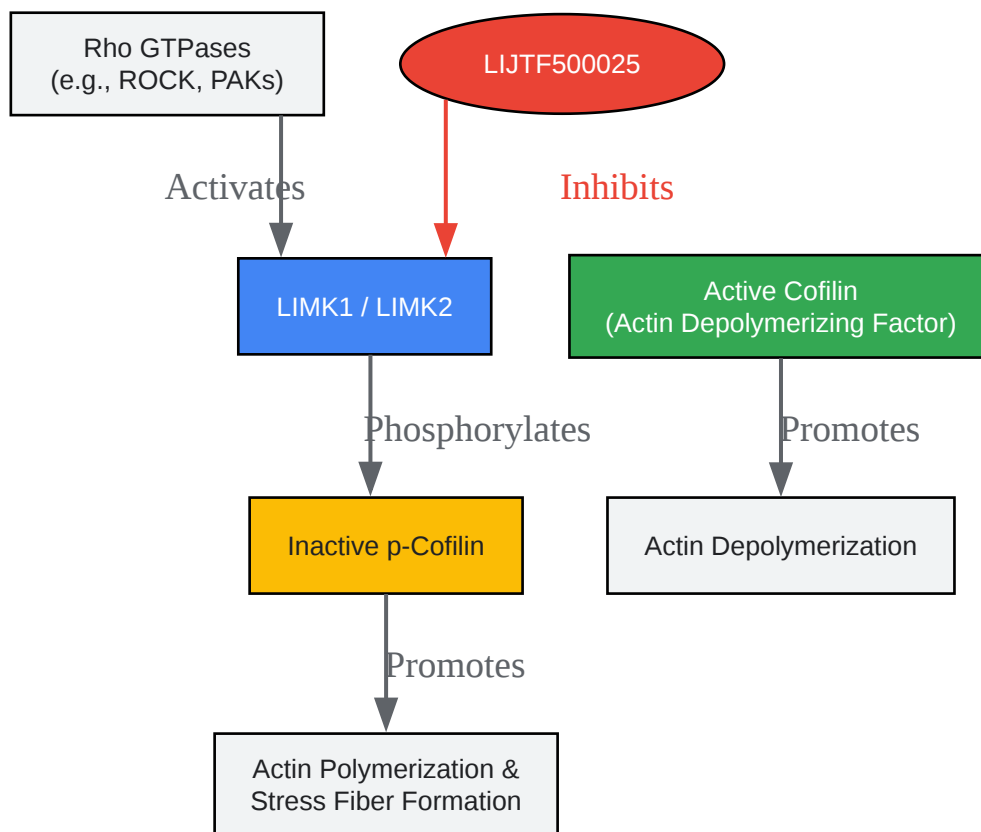 Rho GTPases
(e.g., ROCK, PAKs)
LIJTF500025
Activates
Inhibits
LIMK1 / LIMK2
Active Cofilin
(Actin Depolymerizing Factor)
Phosphorylates
Promotes
Inactive p-Cofilin
Actin Depolymerization
Promotes
Actin Polymerization &
Stress Fiber Formation